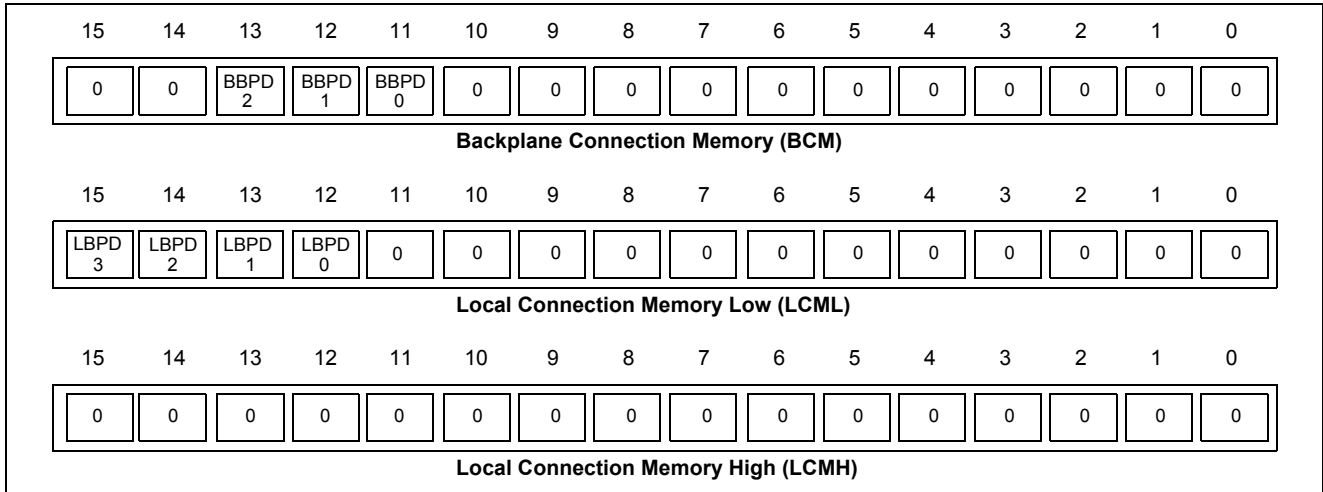 15 14 13 12 11 10 9 8 7 6 5 4 3 2 1 0
0 0 BBPD 2 BBPD 1 BBPD 0 0 0 0 0 0 0 0 0 0 0 0
Backplane Connection Memory (BCM)
15 14 13 12 11 10 9 8 7 6 5 4 3 2 1 0
LBPD 3 LBPD 2 LBPD 1 LBPD 0 0 0 0 0 0 0 0 0 0 0 0 0
Local Connection Memory Low (LCML)
15 14 13 12 11 10 9 8 7 6 5 4 3 2 1 0
0 0 0 0 0 0 0 0 0 0 0 0 0 0 0 0
Local Connection Memory High (LCMH)